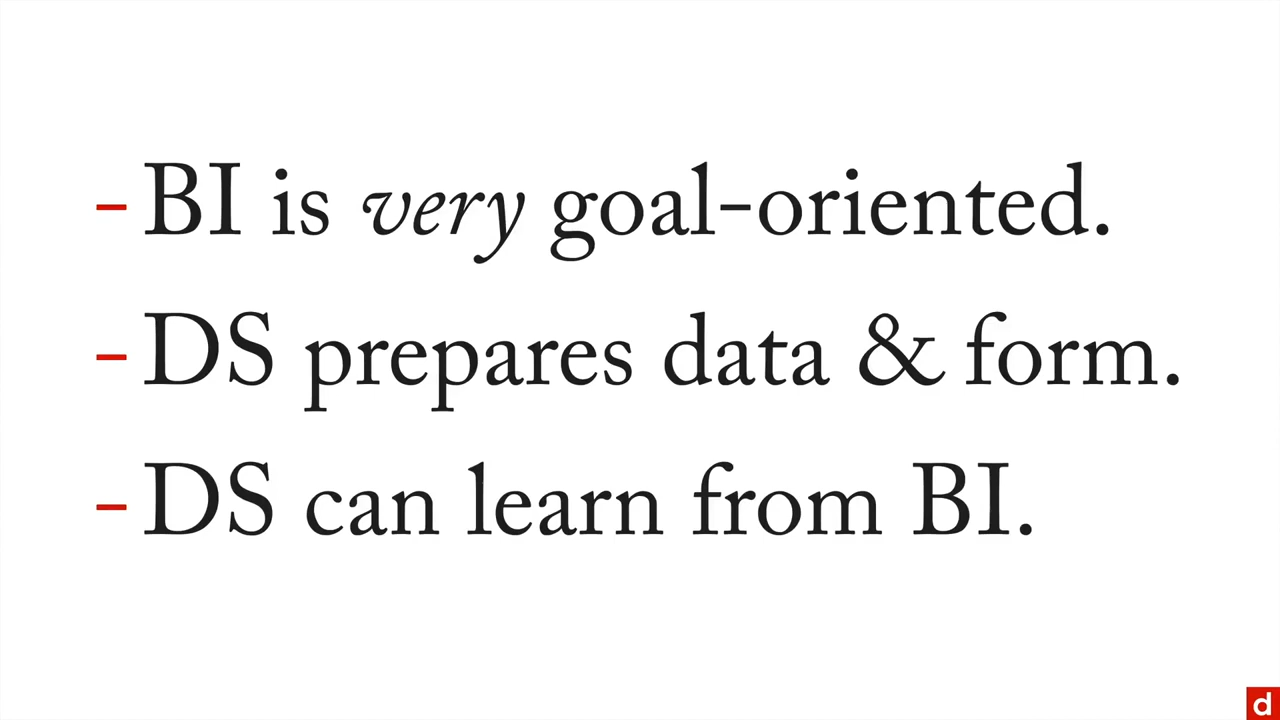 - BI is very goal-oriented.
- DS prepares data & form.
- DS can learn from BI.
d